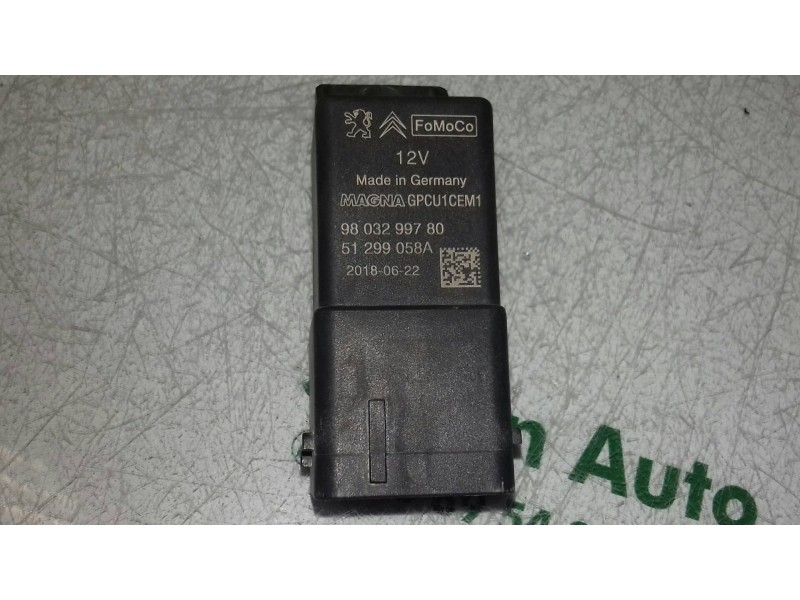 FoMoCo
12V
Made in Germany
MAGNA GPCU1CEM1
98 032 997 80
51 299 058A
2018-06-22
Auto